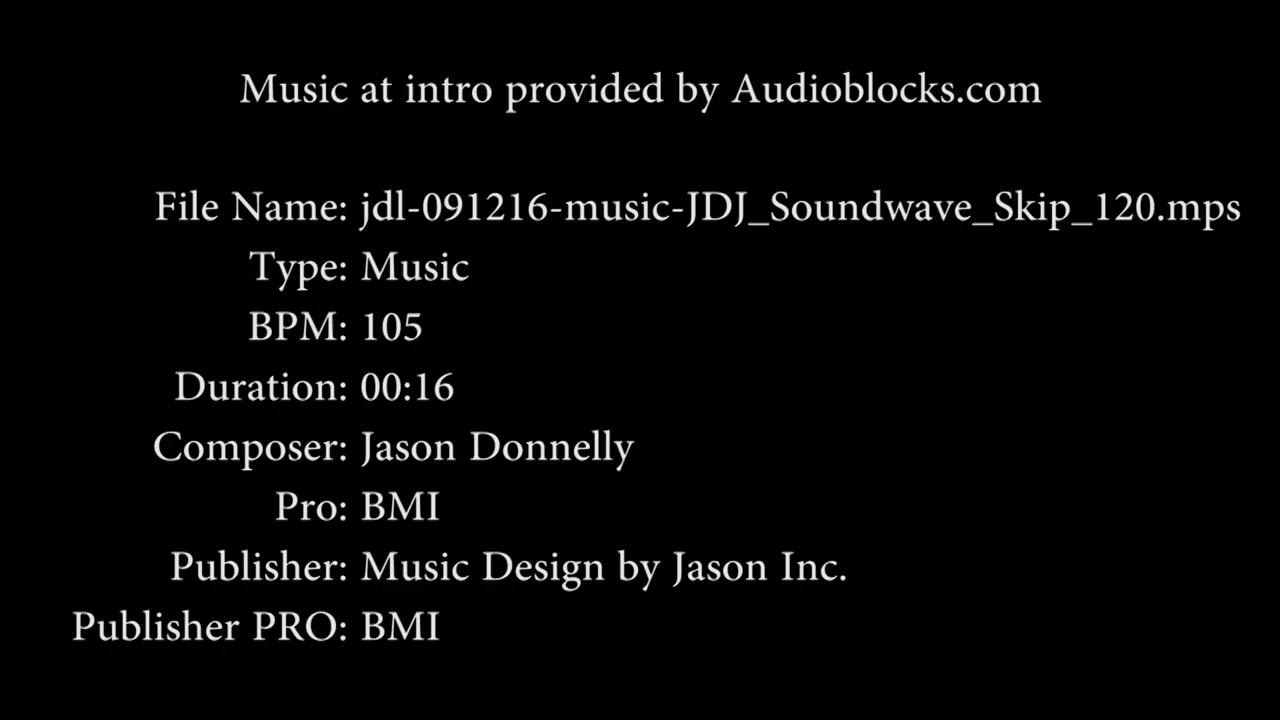 Music at intro provided by Audioblocks.com
File Name: jdl-091216-music-JDJ_Soundwave_Skip_120.mps
Type: Music
BPM: 105
Duration: 00:16
Composer: Jason Donnelly
Pro: BMI
Publisher: Music Design by Jason Inc.
Publisher PRO: BMI